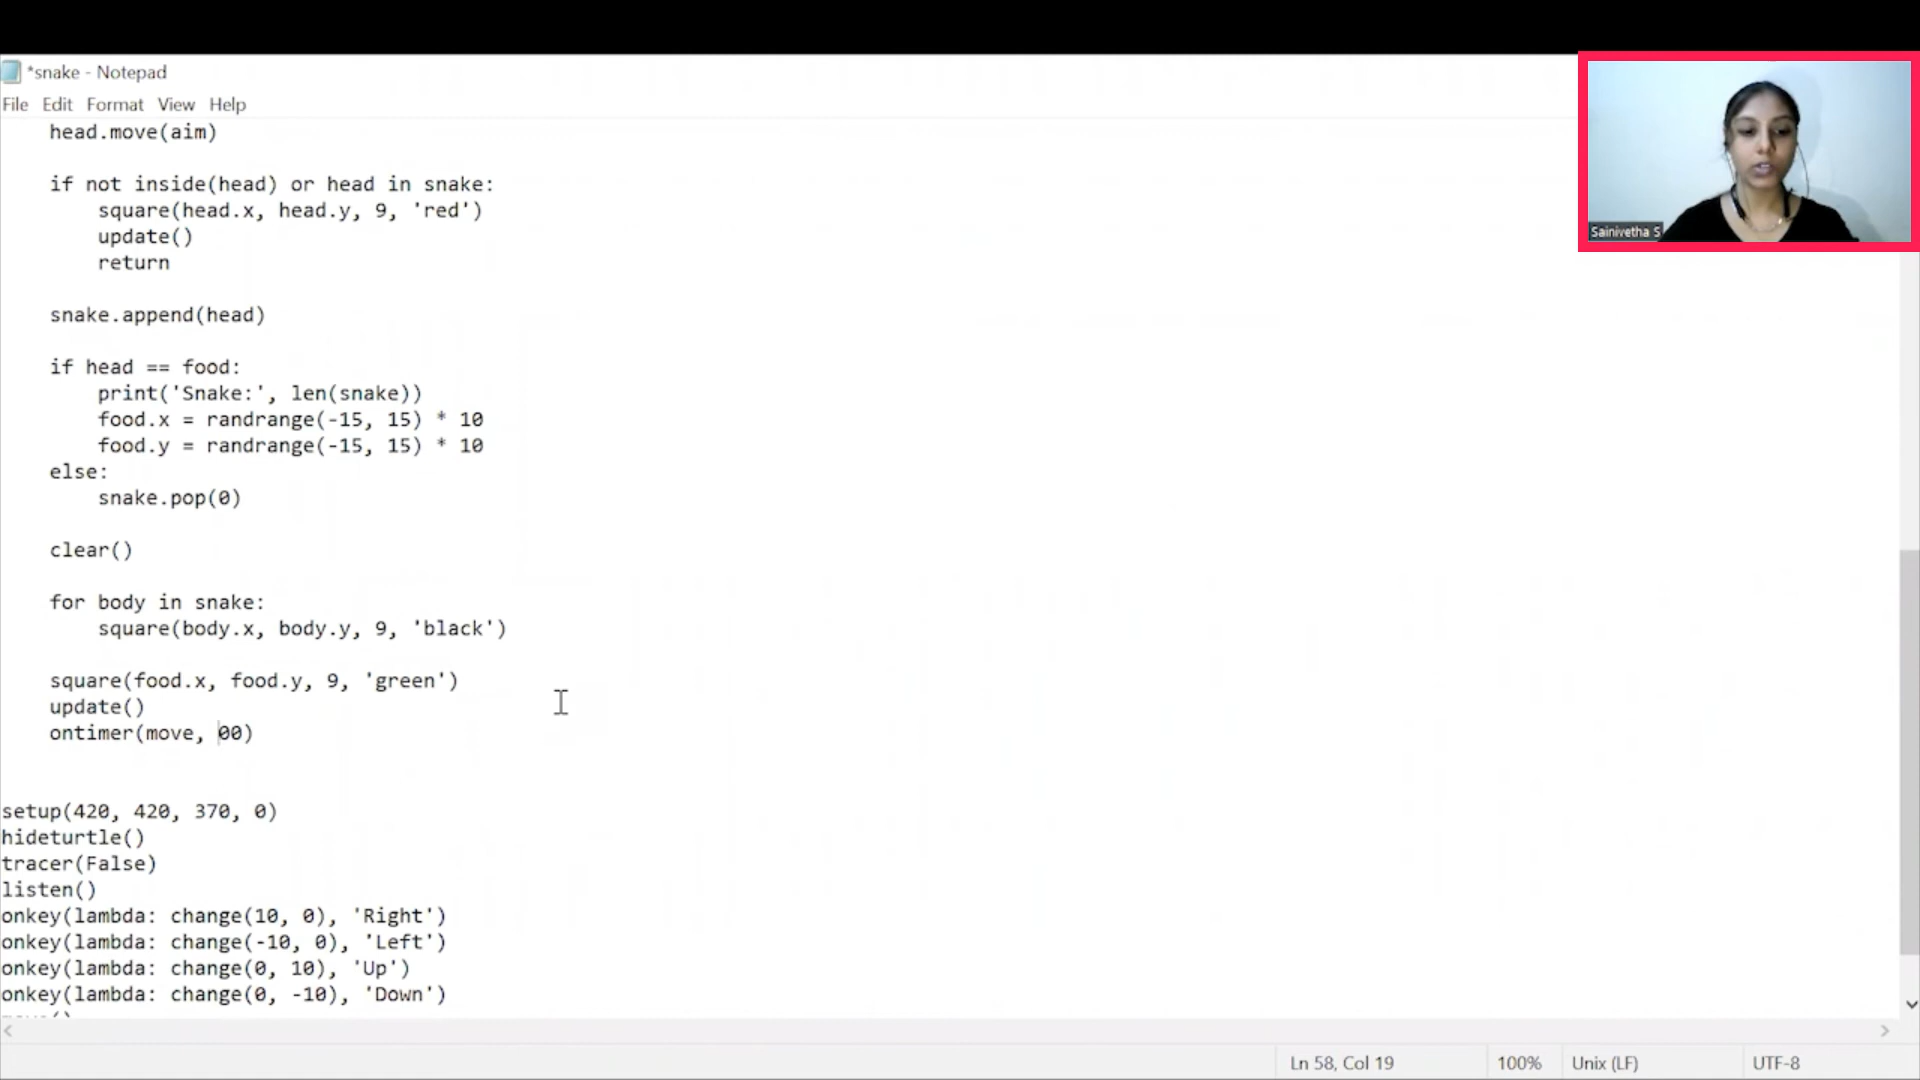 *snake - Notepad
File Edit Format View Help
head.move(aim)
if not inside(head) or head in snake:
square(head.x, head.y, 9, 'red')
update()
return
snake.append(head)
if head == food:
print('Snake:', len(snake))
food.x = randrange(-15, 15) * 10
food.y = randrange(-15, 15) * 10
else:
snake.pop(0)
clear()
for body in snake:
square(body.x, body.y, 9, 'black')
square(food.x, food.y, 9, 'green')
update()
ontimer(move, 00)
setup(420, 420, 370, 0)
hideturtle()
tracer(False)
listen()
onkey(lambda: change(10, 0), 'Right')
onkey(lambda: change(-10, 0), 'Left')
onkey(lambda: change(0, 10), 'Up')
onkey(lambda: change(0, -10), 'Down')
Sainivetha S
Ln 58, Col 19 100% Unix (LF) UTF-8